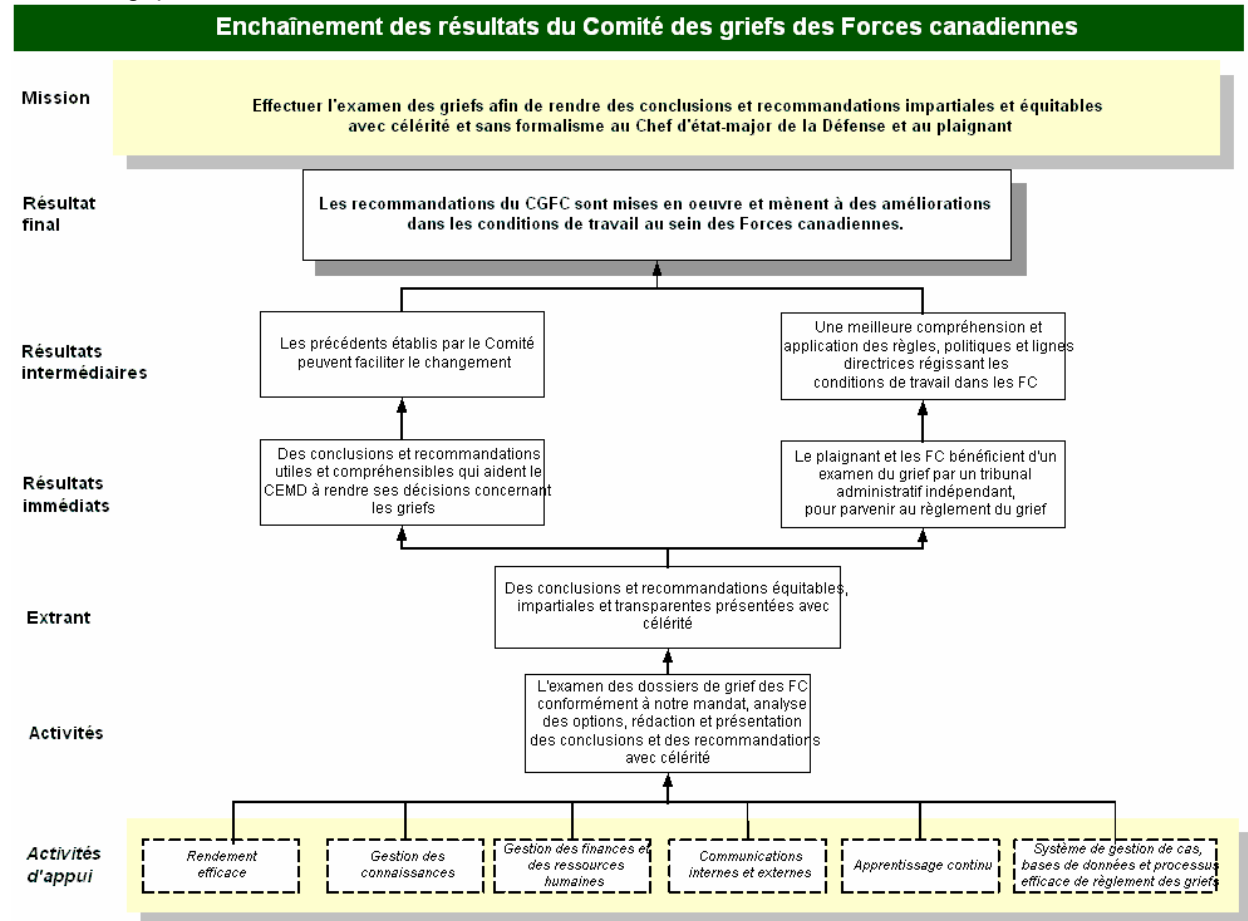 Enchaînement des résultats du Comité des griefs des Forces canadiennes
Mission
Effectuer l'examen des griefs afin de rendre des conclusions et recommandations impartiales et équitables
avec célérité et sans formalisme au Chef d'état-major de la Défense et au plaignant
Résultat
final
Les recommandations du CGFC sont mises en oeuvre et mènent à des améliorations
dans les conditions de travail au sein des Forces canadiennes.
Résultats
intermédiaires
Les précédents établis par le Comité
peuvent faciliter le changement
Une meilleure compréhension et
application des règles, politiques et lignes
directrices régissant les
conditions de travail dans les FC
Résultats
immédiats
Des conclusions et recommandations
utiles et compréhensibles qui aident le
CEMD à rendre ses décisions concernant
les griefs
Le plaignant et les FC bénéficient d'un
examen du grief par un tribunal
administratif indépendant,
pour parvenir au règlement du grief
Extrant
Des conclusions et recommandations équitables,
impartiales et transparentes présentées avec
célérité
Activités
L'examen des dossiers de grief des FC
conformément à notre mandat, analyse
des options, rédaction et présentation
des conclusions et des recommandations
avec célérité
Activités
d'appui
Rendement
efficace
Gestion des
connaissances
Gestion des finances et
des ressources
humaines
Communications
internes et externes
Apprentissage continu
Système de gestion de cas,
bases de données et processus
efficace de règlement des griefs